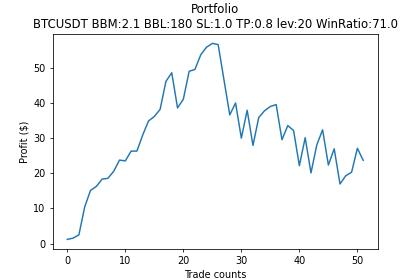 Portfolio
BTCUSDT BBM:2.1 BBL:180 SL:1.0 TP:0.8 lev:20 WinRatio:71.0
50
40
30
20
10
0
Profit ($)
0 10 20 30 40 50
Trade counts